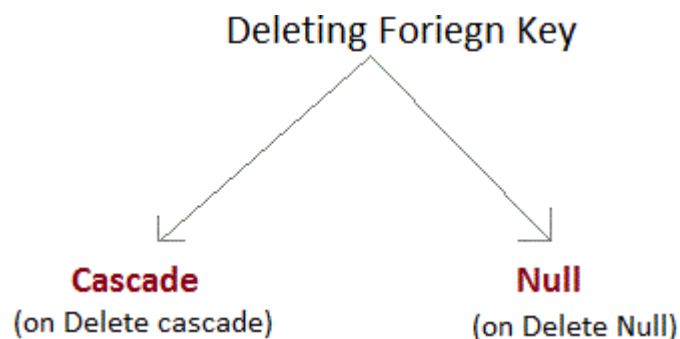 Deleting Foriegn Key
Cascade
(on Delete cascade)
Null
(on Delete Null)